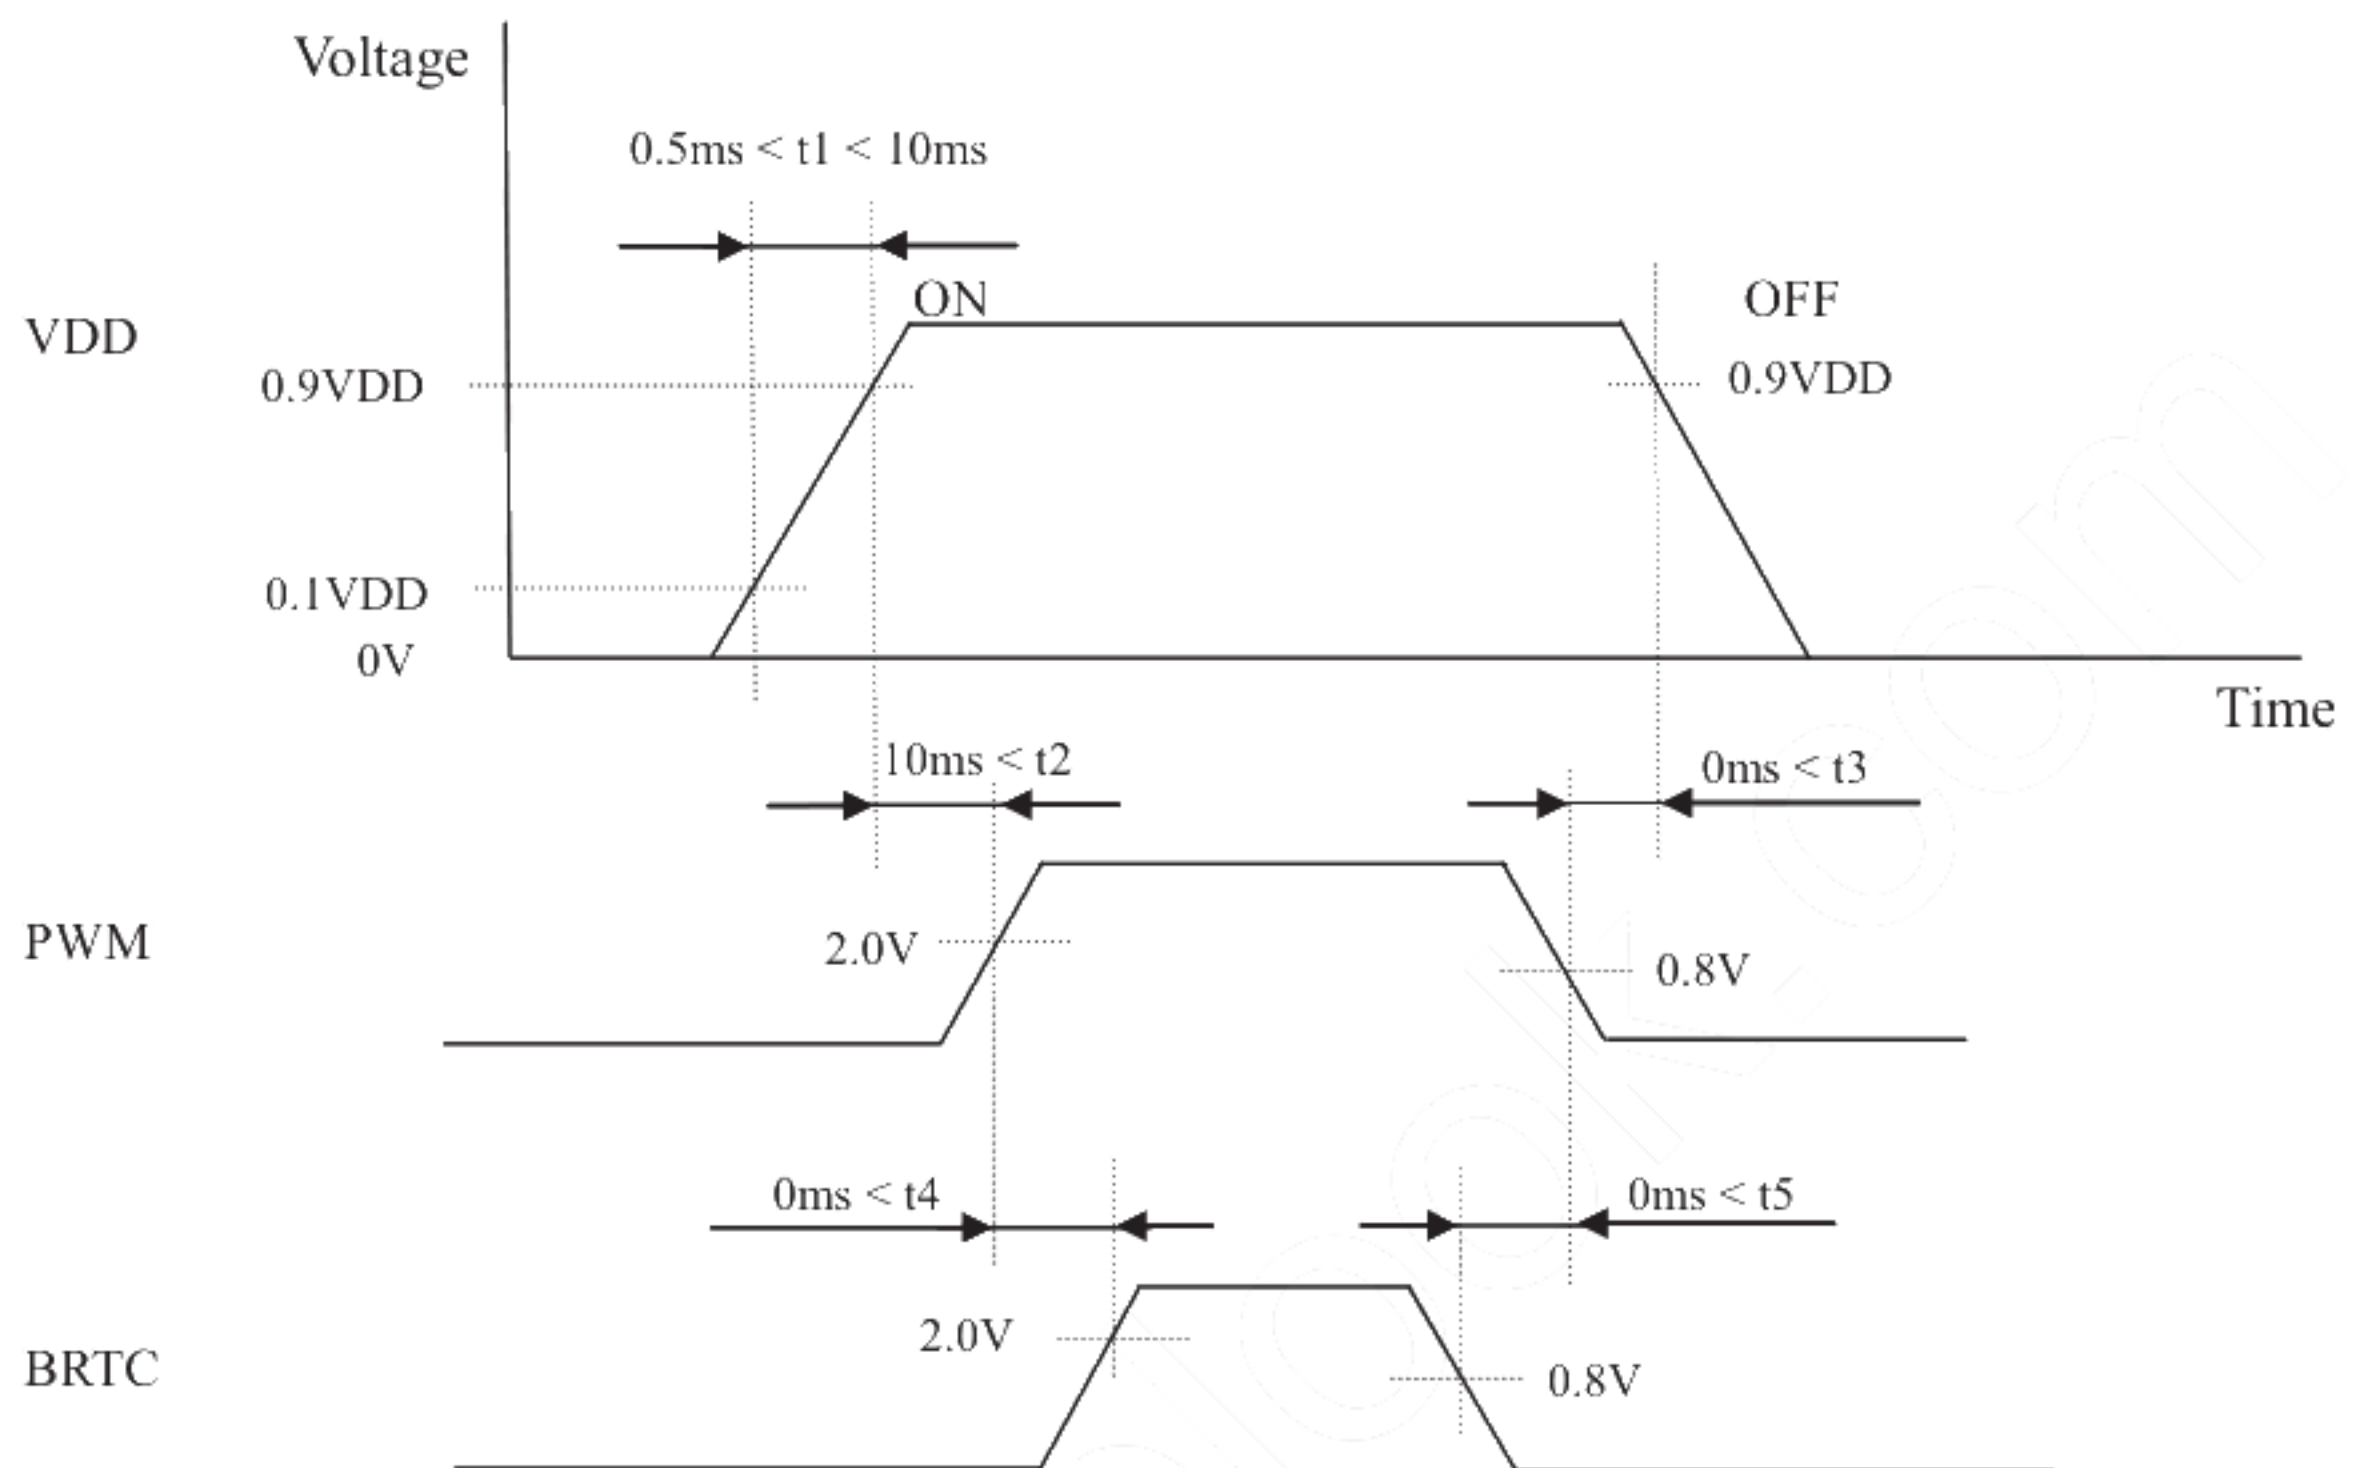 Voltage
0.5ms < t1 < 10ms
ON
OFF
VDD
0.9VDD
0.9VDD
0.1VDD
0V
Time
10ms < t2
0ms < t3
PWM
2.0V
0.8V
0ms < t4
0ms < t5
2.0V
BRTC
0.8V